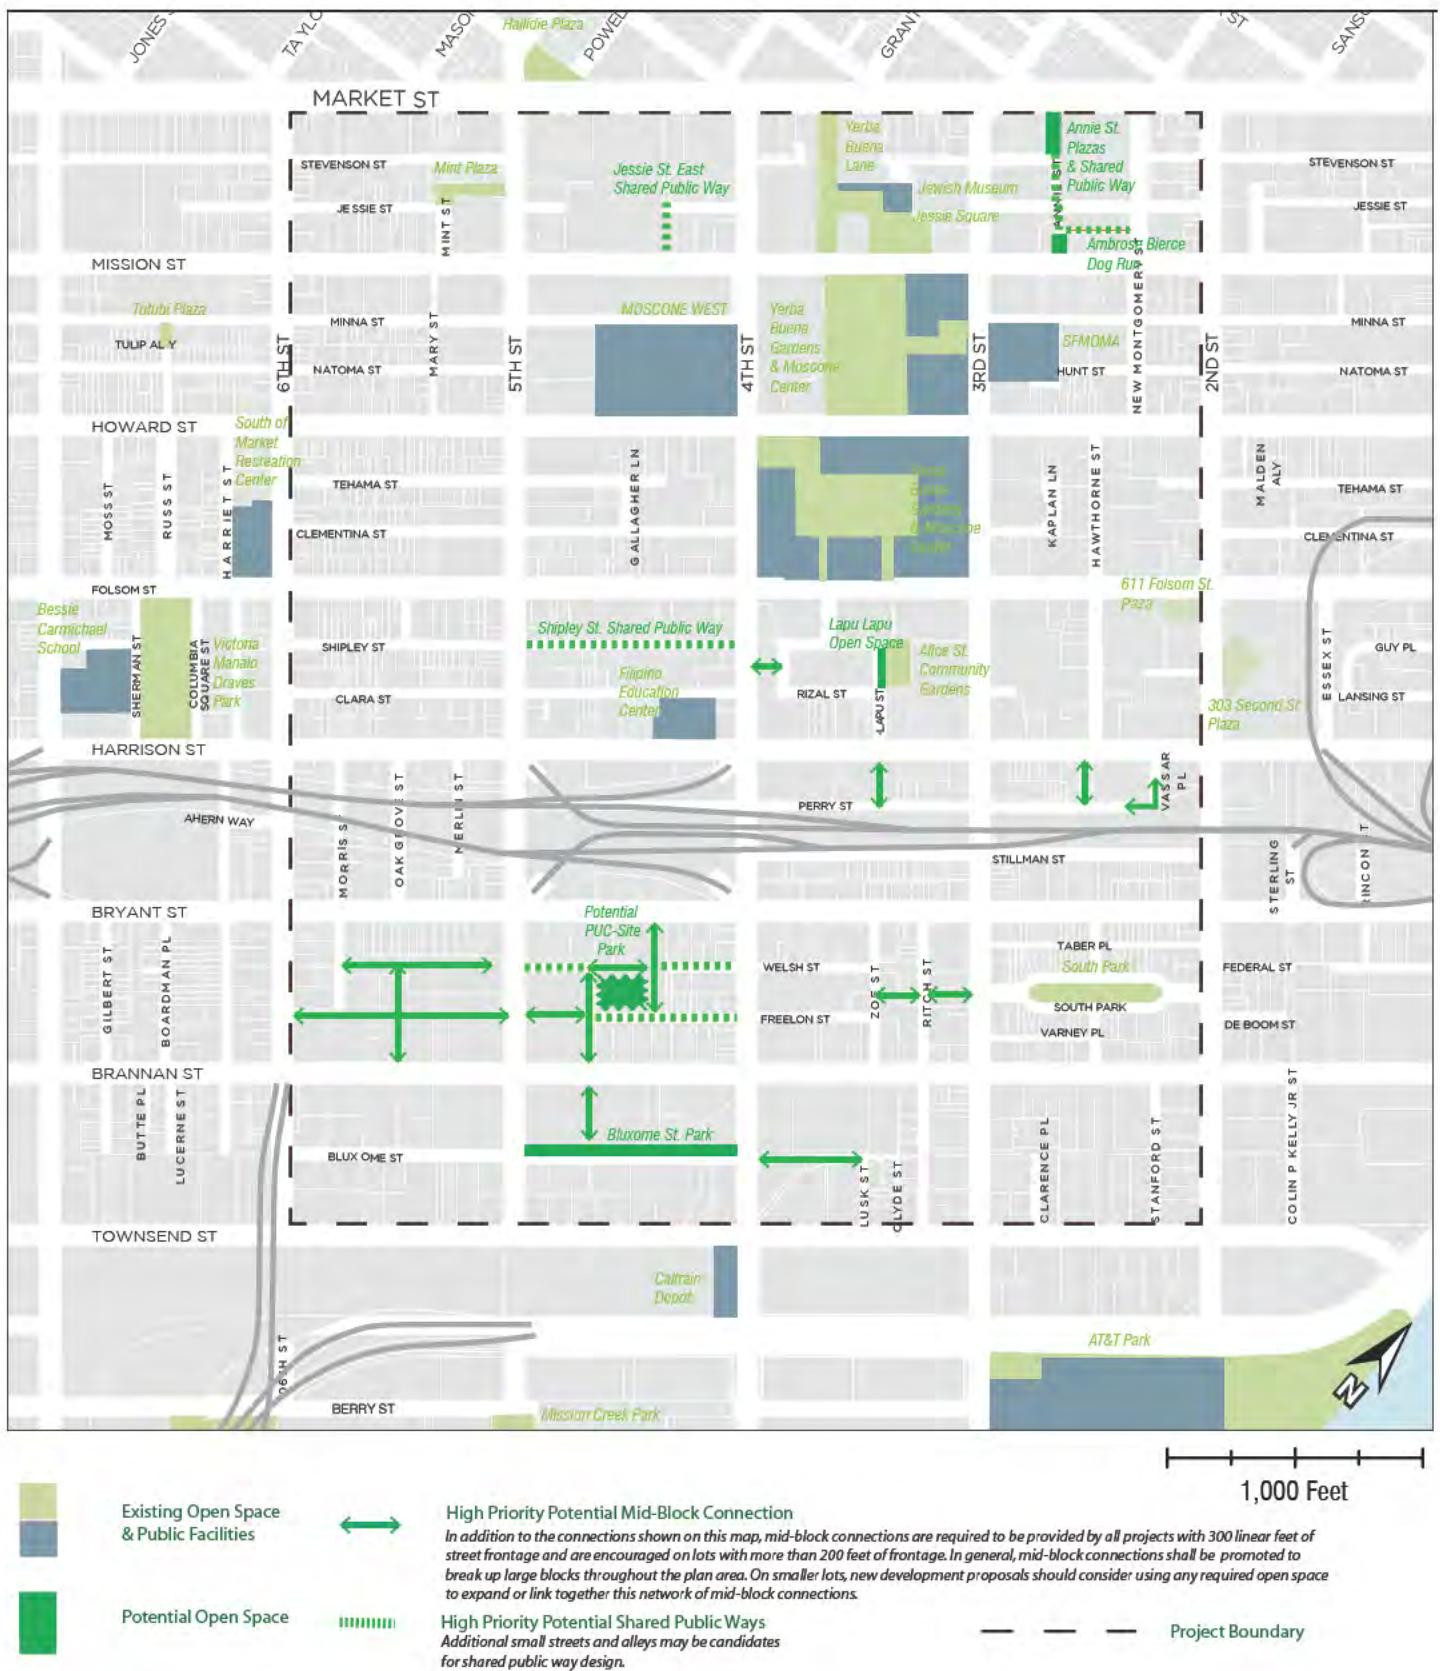 Hallidie Plaza
JONES
TAYLO
MASO
POWEL
GRANT
ST
SANS
MARKET ST
STEVENSON ST
Mint Plaza
Jessie St. East
Shared Public Way
Yerba
Buena
Lane
Annie St.
Plazas
& Shared
Public Way
STEVENSON ST
JESSIE ST
MINT ST
Jewish Museum
Jessie Square
JESSIE ST
Ambrose Bierce
Dog Run
MISSION ST
Tutubi Plaza
MINNA ST
TULIP AL Y
NATOMA ST
MARY ST
6TH ST
5TH ST
MOSCONE WEST
4TH ST
Yerba
Buena
Gardens
& Moscone
Center
3RD ST
SFMOMA
HUNT ST
NEW MONTGOMERY ST
2ND ST
MINNA ST
NATOMA ST
HOWARD ST
South of
Market
Recreation
Center
MOSS ST
RUSS ST
HARRIET ST
TEHAMA ST
CLEMENTINA ST
GALLAGHER LN
Yerba
Buena
Gardens
& Moscone
Center
KAPLAN LN
HAWTHORNE ST
MALDEN
ALY
TEHAMA ST
CLEMENTINA ST
FOLSOM ST
Bessie
Carmichael
School
SHERMAN ST
COLUMBIA
SQUARE ST
Victoria
Manalo
Draves
Park
SHIPLEY ST
CLARA ST
Shipley St. Shared Public Way
Filipino
Education
Center
Lapu Lapu
Open Space
Alice St.
Community
Gardens
RIZAL ST
LAPU ST
611 Folsom St.
Plaza
303 Second St
Plaza
ESSEX ST
GUY PL
LANSING ST
HARRISON ST
AHERN WAY
MORRIS ST
OAK GROVE ST
MERLIN ST
PERRY ST
VASSAR
PL
STILLMAN ST
STERLING
ST
RINCON ST
BRYANT ST
GILBERT ST
BOARDMAN PL
Potential
PUC-Site
Park
WELSH ST
FREELON ST
ZOE ST
RITCH ST
TABER PL
South Park
SOUTH PARK
VARNEY PL
FEDERAL ST
DE BOOM ST
BRANNAN ST
BUTTE PL
LUCERNE ST
BLUX OME ST
Bluxome St. Park
LUSK ST
CLYDE ST
CLARENCE PL
STANFORD ST
COLIN P KELLY JR ST
TOWNSEND ST
Caltrain
Depot
6TH ST
AT&T Park
BERRY ST
Mission Creek Park
N
1,000 Feet
Existing Open Space
& Public Facilities
High Priority Potential Mid-Block Connection
In addition to the connections shown on this map, mid-block connections are required to be provided by all projects with 300 linear feet of
street frontage and are encouraged on lots with more than 200 feet of frontage. In general, mid-block connections shall be promoted to
break up large blocks throughout the plan area. On smaller lots, new development proposals should consider using any required open space
to expand or link together this network of mid-block connections.
Potential Open Space
High Priority Potential Shared Public Ways
Additional small streets and alleys may be candidates
for shared public way design.
Project Boundary